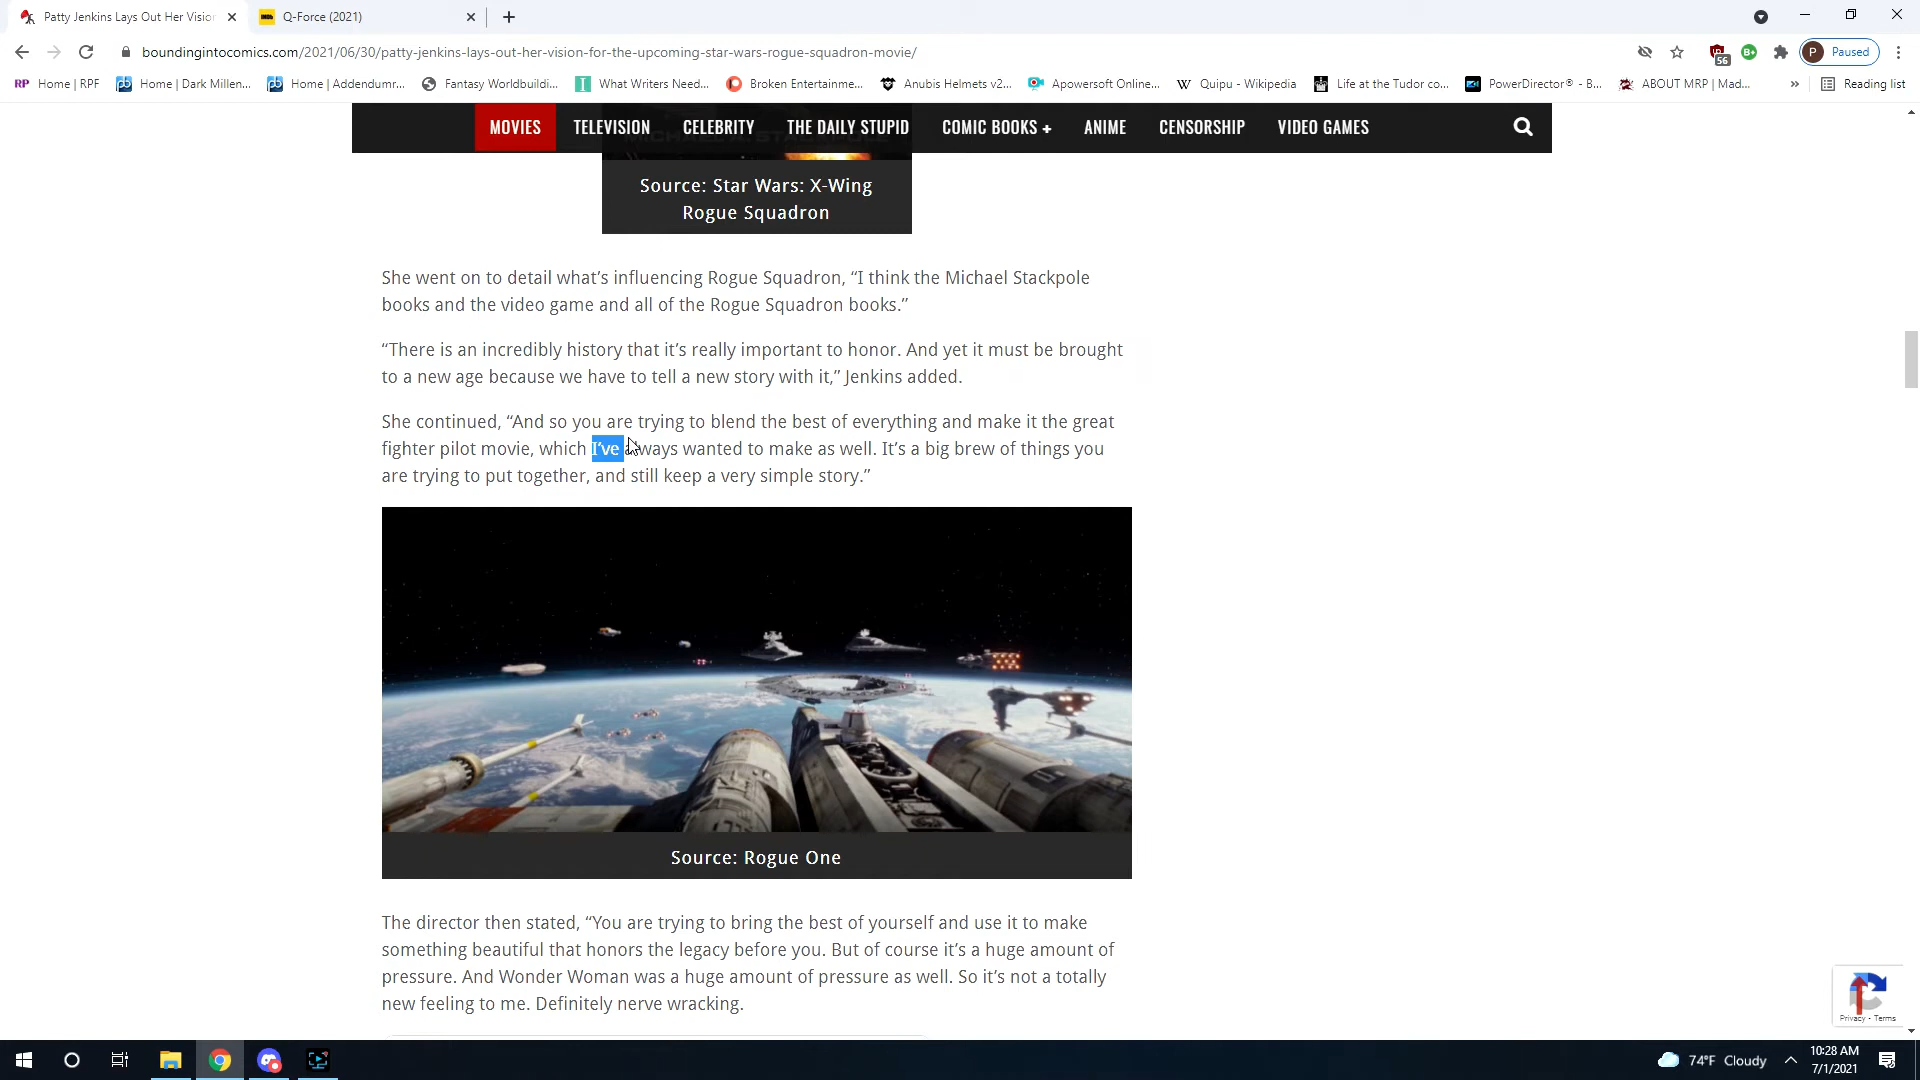 Patty Jenkins Lays Out Her Vision
Q-Force (2021)
boundingintocomics.com/2021/06/30/patty-jenkins-lays-out-her-vision-for-the-upcoming-star-wars-rogue-squadron-movie/
56
B+
P Paused
RP Home | RPF
pb Home | Dark Millen...
pb Home | Addendumr...
Fantasy Worldbuildi...
What Writers Need...
Broken Entertainme...
Anubis Helmets v2...
Apowersoft Online...
W Quipu - Wikipedia
Life at the Tudor co...
PowerDirector® - B...
ABOUT MRP | Mad...
» Reading list
MOVIES TELEVISION CELEBRITY THE DAILY STUPID COMIC BOOKS + ANIME CENSORSHIP VIDEO GAMES
Source: Star Wars: X-Wing
Rogue Squadron
She went on to detail what’s influencing Rogue Squadron, “I think the Michael Stackpole
books and the video game and all of the Rogue Squadron books.”
“There is an incredibly history that it’s really important to honor. And yet it must be brought
to a new age because we have to tell a new story with it,” Jenkins added.
She continued, “And so you are trying to blend the best of everything and make it the great
fighter pilot movie, which I’ve always wanted to make as well. It’s a big brew of things you
are trying to put together, and still keep a very simple story.”
Source: Rogue One
The director then stated, “You are trying to bring the best of yourself and use it to make
something beautiful that honors the legacy before you. But of course it’s a huge amount of
pressure. And Wonder Woman was a huge amount of pressure as well. So it’s not a totally
new feeling to me. Definitely nerve wracking.
Privacy - Terms
74°F Cloudy
10:28 AM
7/1/2021